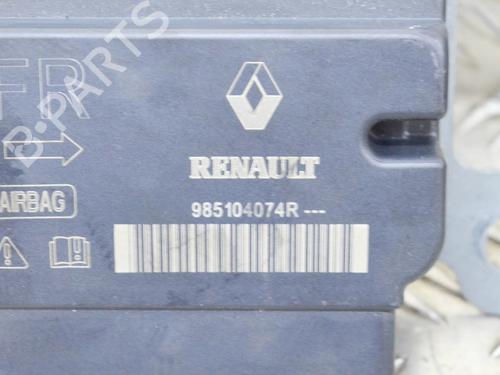 FR
RENAULT
985104074R ---
AIRBAG
B-PARTS